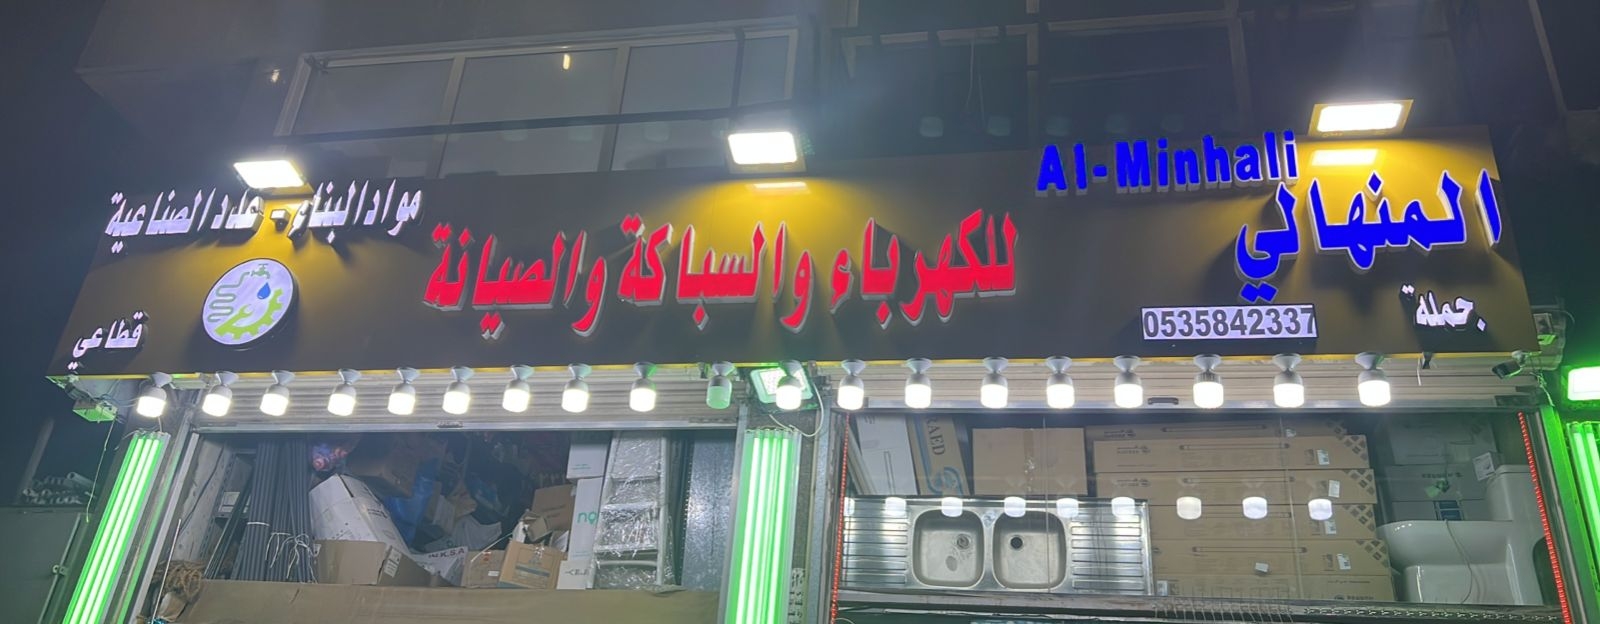 Al-Minhali
المنهالي
جملة
0535842337
للكهرباء والسباكة والصيانة
مواد البناء - عدد الصناعية
قطاعي
K.S.A